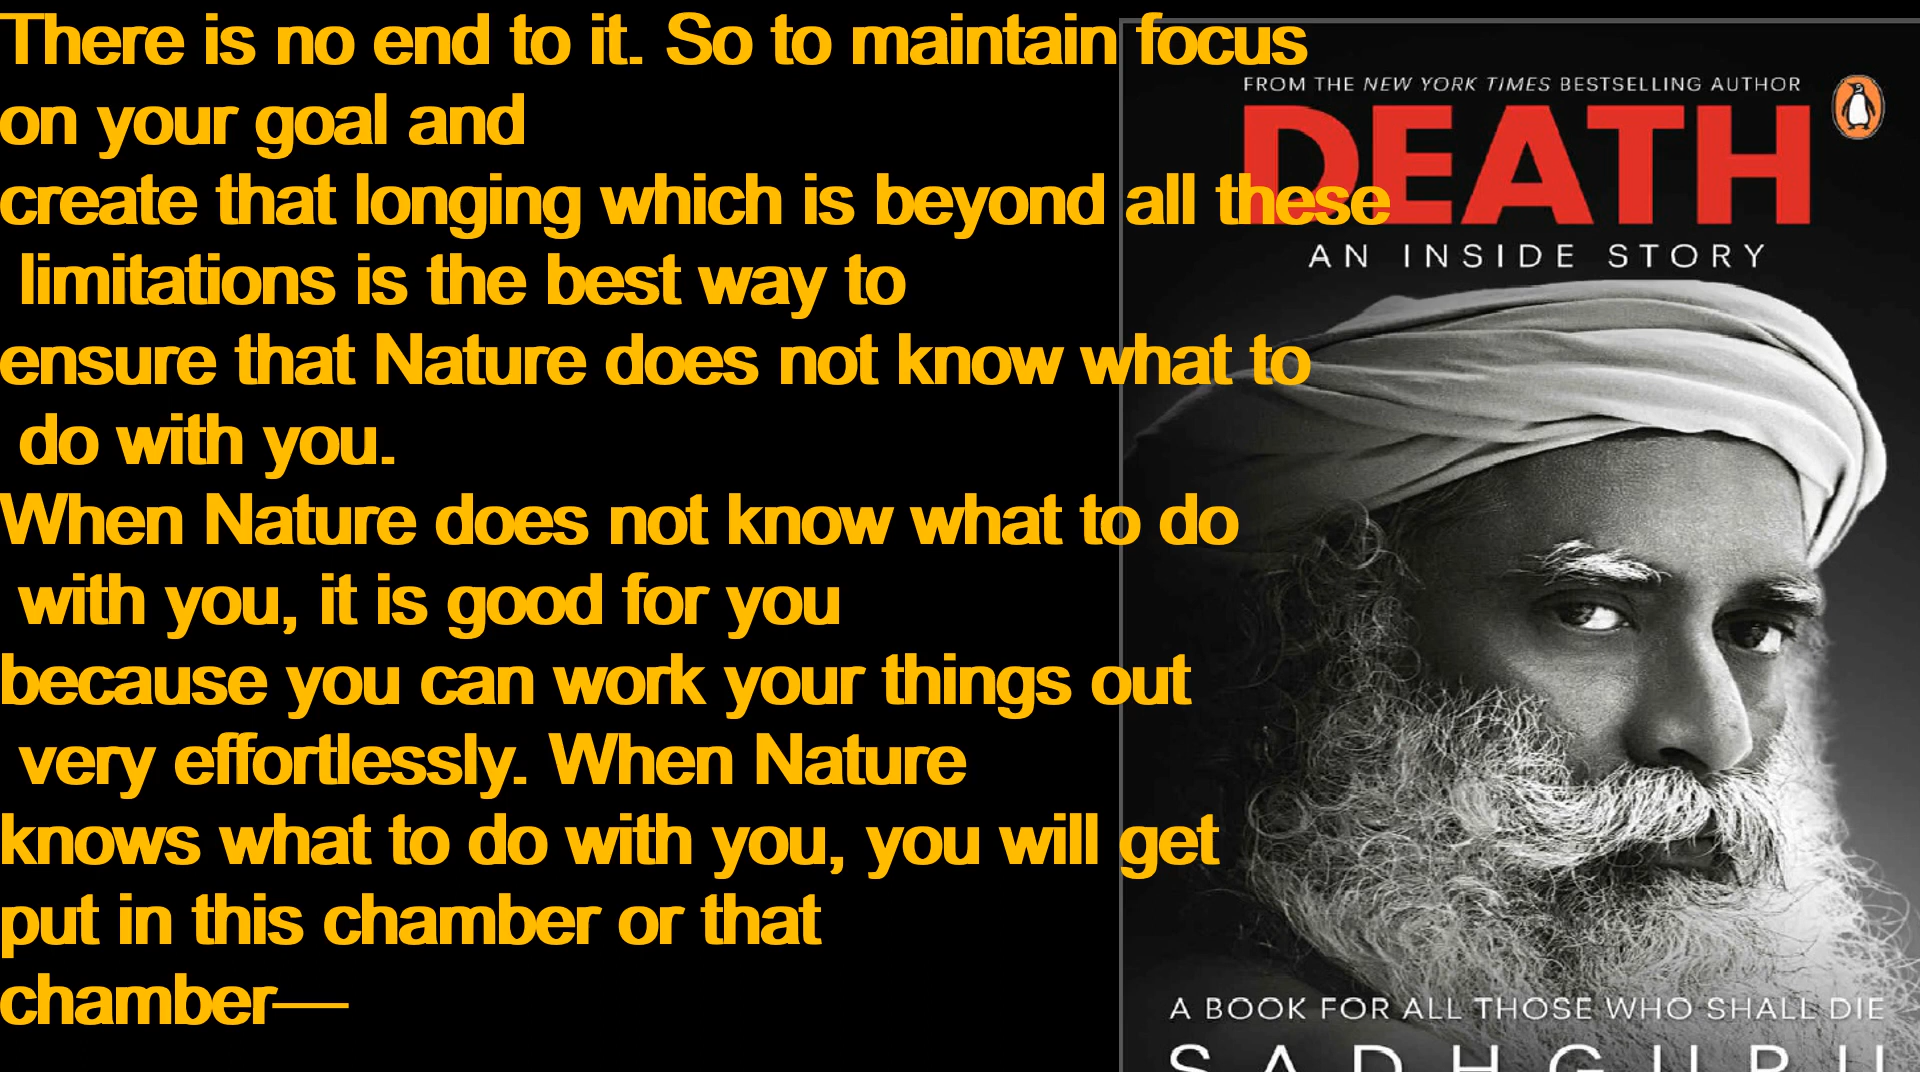 There is no end to it. So to maintain focus
on your goal and
create that longing which is beyond all these
limitations is the best way to
ensure that Nature does not know what to
do with you.
When Nature does not know what to do
with you, it is good for you
because you can work your things out
very effortlessly. When Nature
knows what to do with you, you will get
put in this chamber or that
chamber—
FROM THE NEW YORK TIMES BESTSELLING AUTHOR
DEATH
AN INSIDE STORY
A BOOK FOR ALL THOSE WHO SHALL DIE
SADHGURU